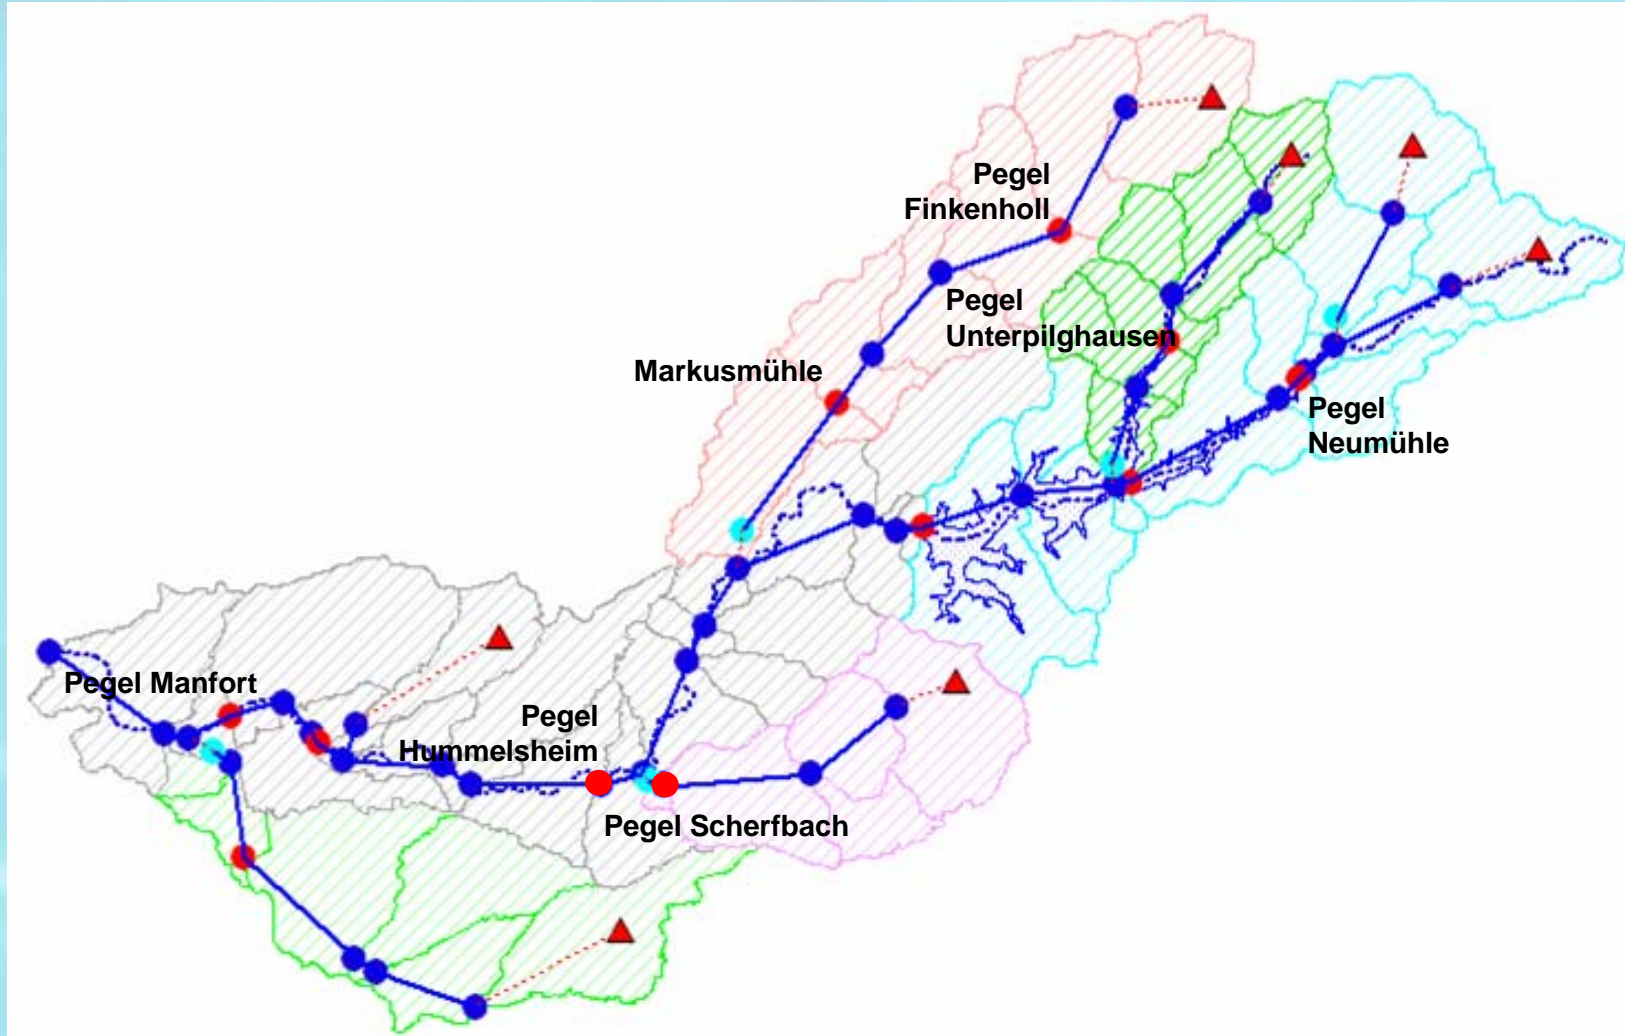 Pegel
Finkenholl
Pegel
Unterpilghausen
Markusmühle
Pegel
Neumühle
Pegel Manfort
Pegel
Hummelsheim
Pegel Scherfbach